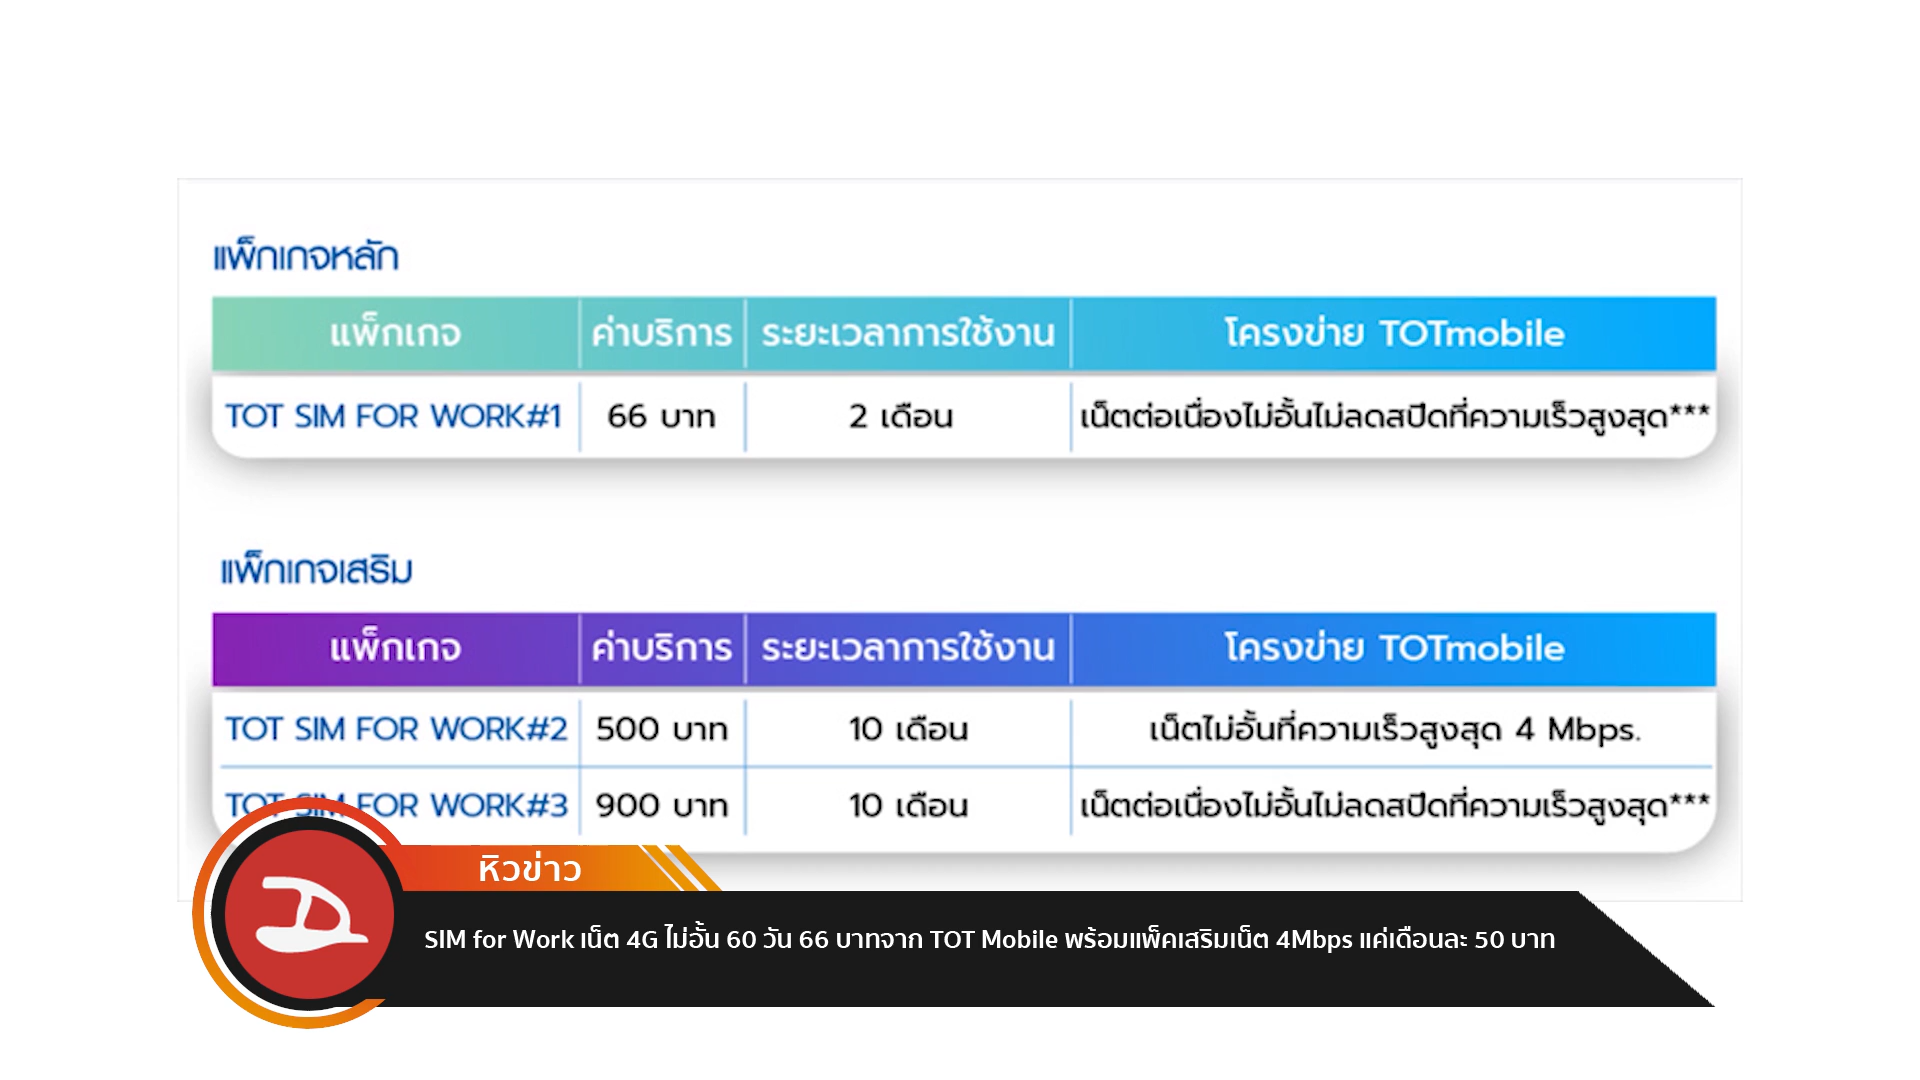 แพ็กเกจหลัก
แพ็กเกจ ค่าบริการ ระยะเวลาการใช้งาน โครงข่าย TOTmobile
TOT SIM FOR WORK#1 66 บาท 2 เดือน เน็ตต่อเนื่องไม่อั้นไม่ลดสปีดที่ความเร็วสูงสุด***
แพ็กเกจเสริม
แพ็กเกจ ค่าบริการ ระยะเวลาการใช้งาน โครงข่าย TOTmobile
TOT SIM FOR WORK#2 500 บาท 10 เดือน เน็ตไม่อั้นที่ความเร็วสูงสุด 4 Mbps.
TOT SIM FOR WORK#3 900 บาท 10 เดือน เน็ตต่อเนื่องไม่อั้นไม่ลดสปีดที่ความเร็วสูงสุด***
หิวข่าว
SIM for Work เน็ต 4G ไม่อั้น 60 วัน 66 บาทจาก TOT Mobile พร้อมแพ็คเสริมเน็ต 4Mbps แค่เดือนละ 50 บาท